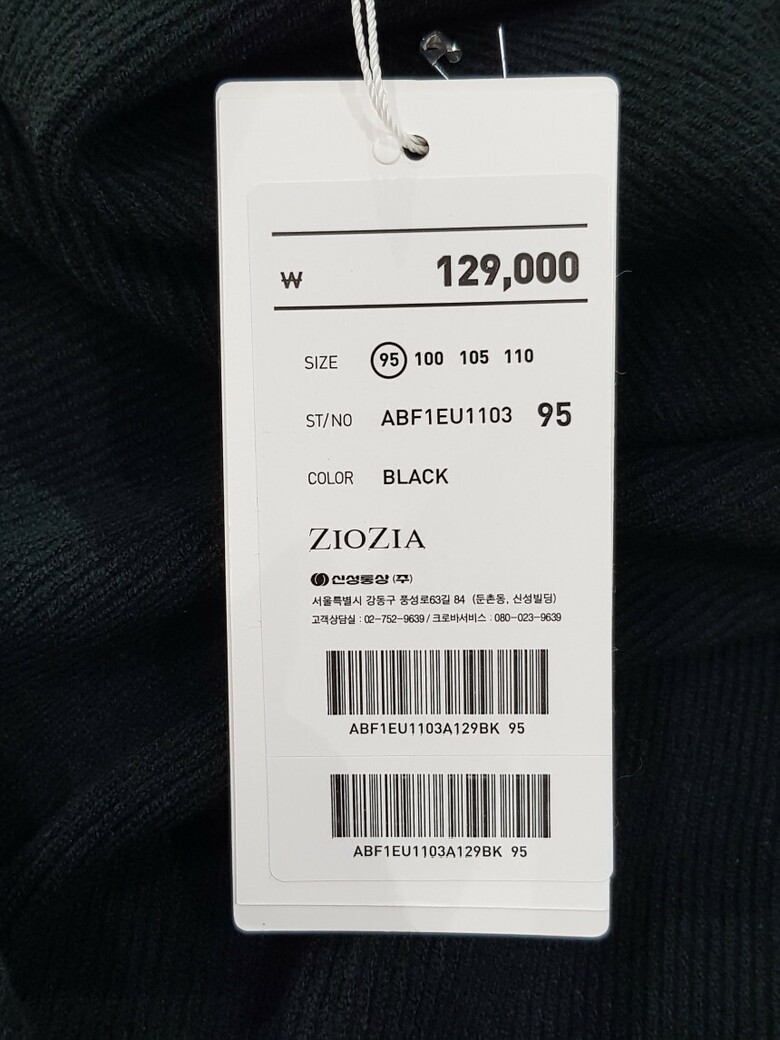 ₩ 129,000
SIZE 95 100 105 110
ST/NO ABF1EU1103 95
COLOR BLACK
ZIOZIA
신성통상 (주)
서울특별시 강동구 풍성로63길 84 (둔촌동, 신성빌딩)
고객상담실 : 02-752-9639 / 크로바서비스 : 080-023-9639
ABF1EU1103A129BK 95
ABF1EU1103A129BK 95